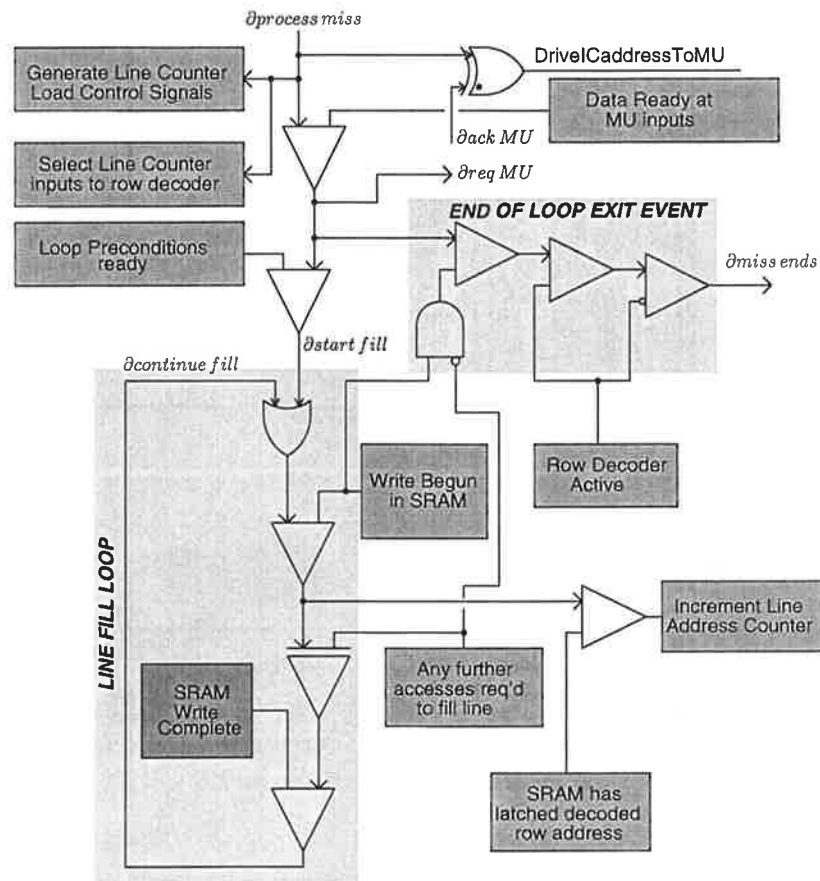 ∂process miss
Generate Line Counter
Load Control Signals
DriveICaddressToMU
Data Ready at
MU inputs
∂ack MU
Select Line Counter
inputs to row decoder
∂req MU
END OF LOOP EXIT EVENT
Loop Preconditions
ready
∂miss ends
∂start fill
∂continue fill
Write Begun
in SRAM
Row Decoder
Active
LINE FILL LOOP
Increment Line
Address Counter
Any further
accesses req'd
to fill line
SRAM
Write
Complete
SRAM has
latched decoded
row address